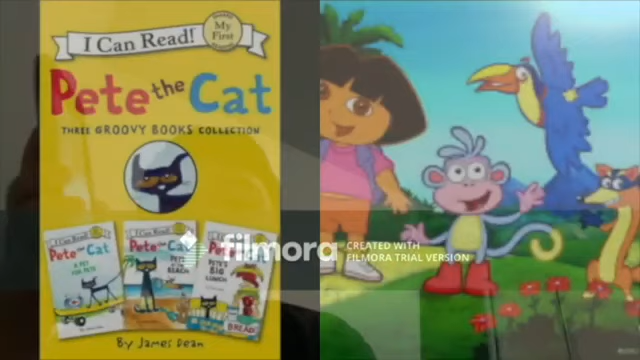 I Can Read!
My First
Pete the Cat
THREE GROOVY BOOKS COLLECTION
I Can Read!
Pete the Cat
A PET FOR PETE
I Can Read!
Pete the Cat
PETE AT THE BEACH
Pete the
PETE'S BIG LUNCH
BREAD
By James Dean
filmora
CREATED WITH
FILMORA TRIAL VERSION